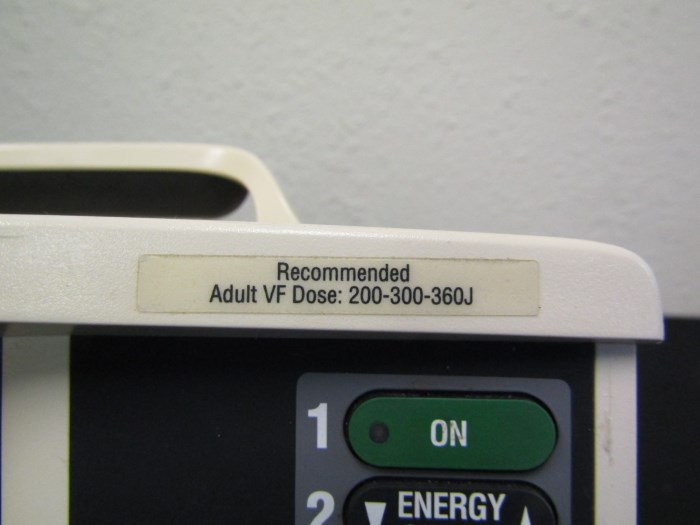 Recommended
Adult VF Dose: 200-300-360J
1 ON
2 ENERGY